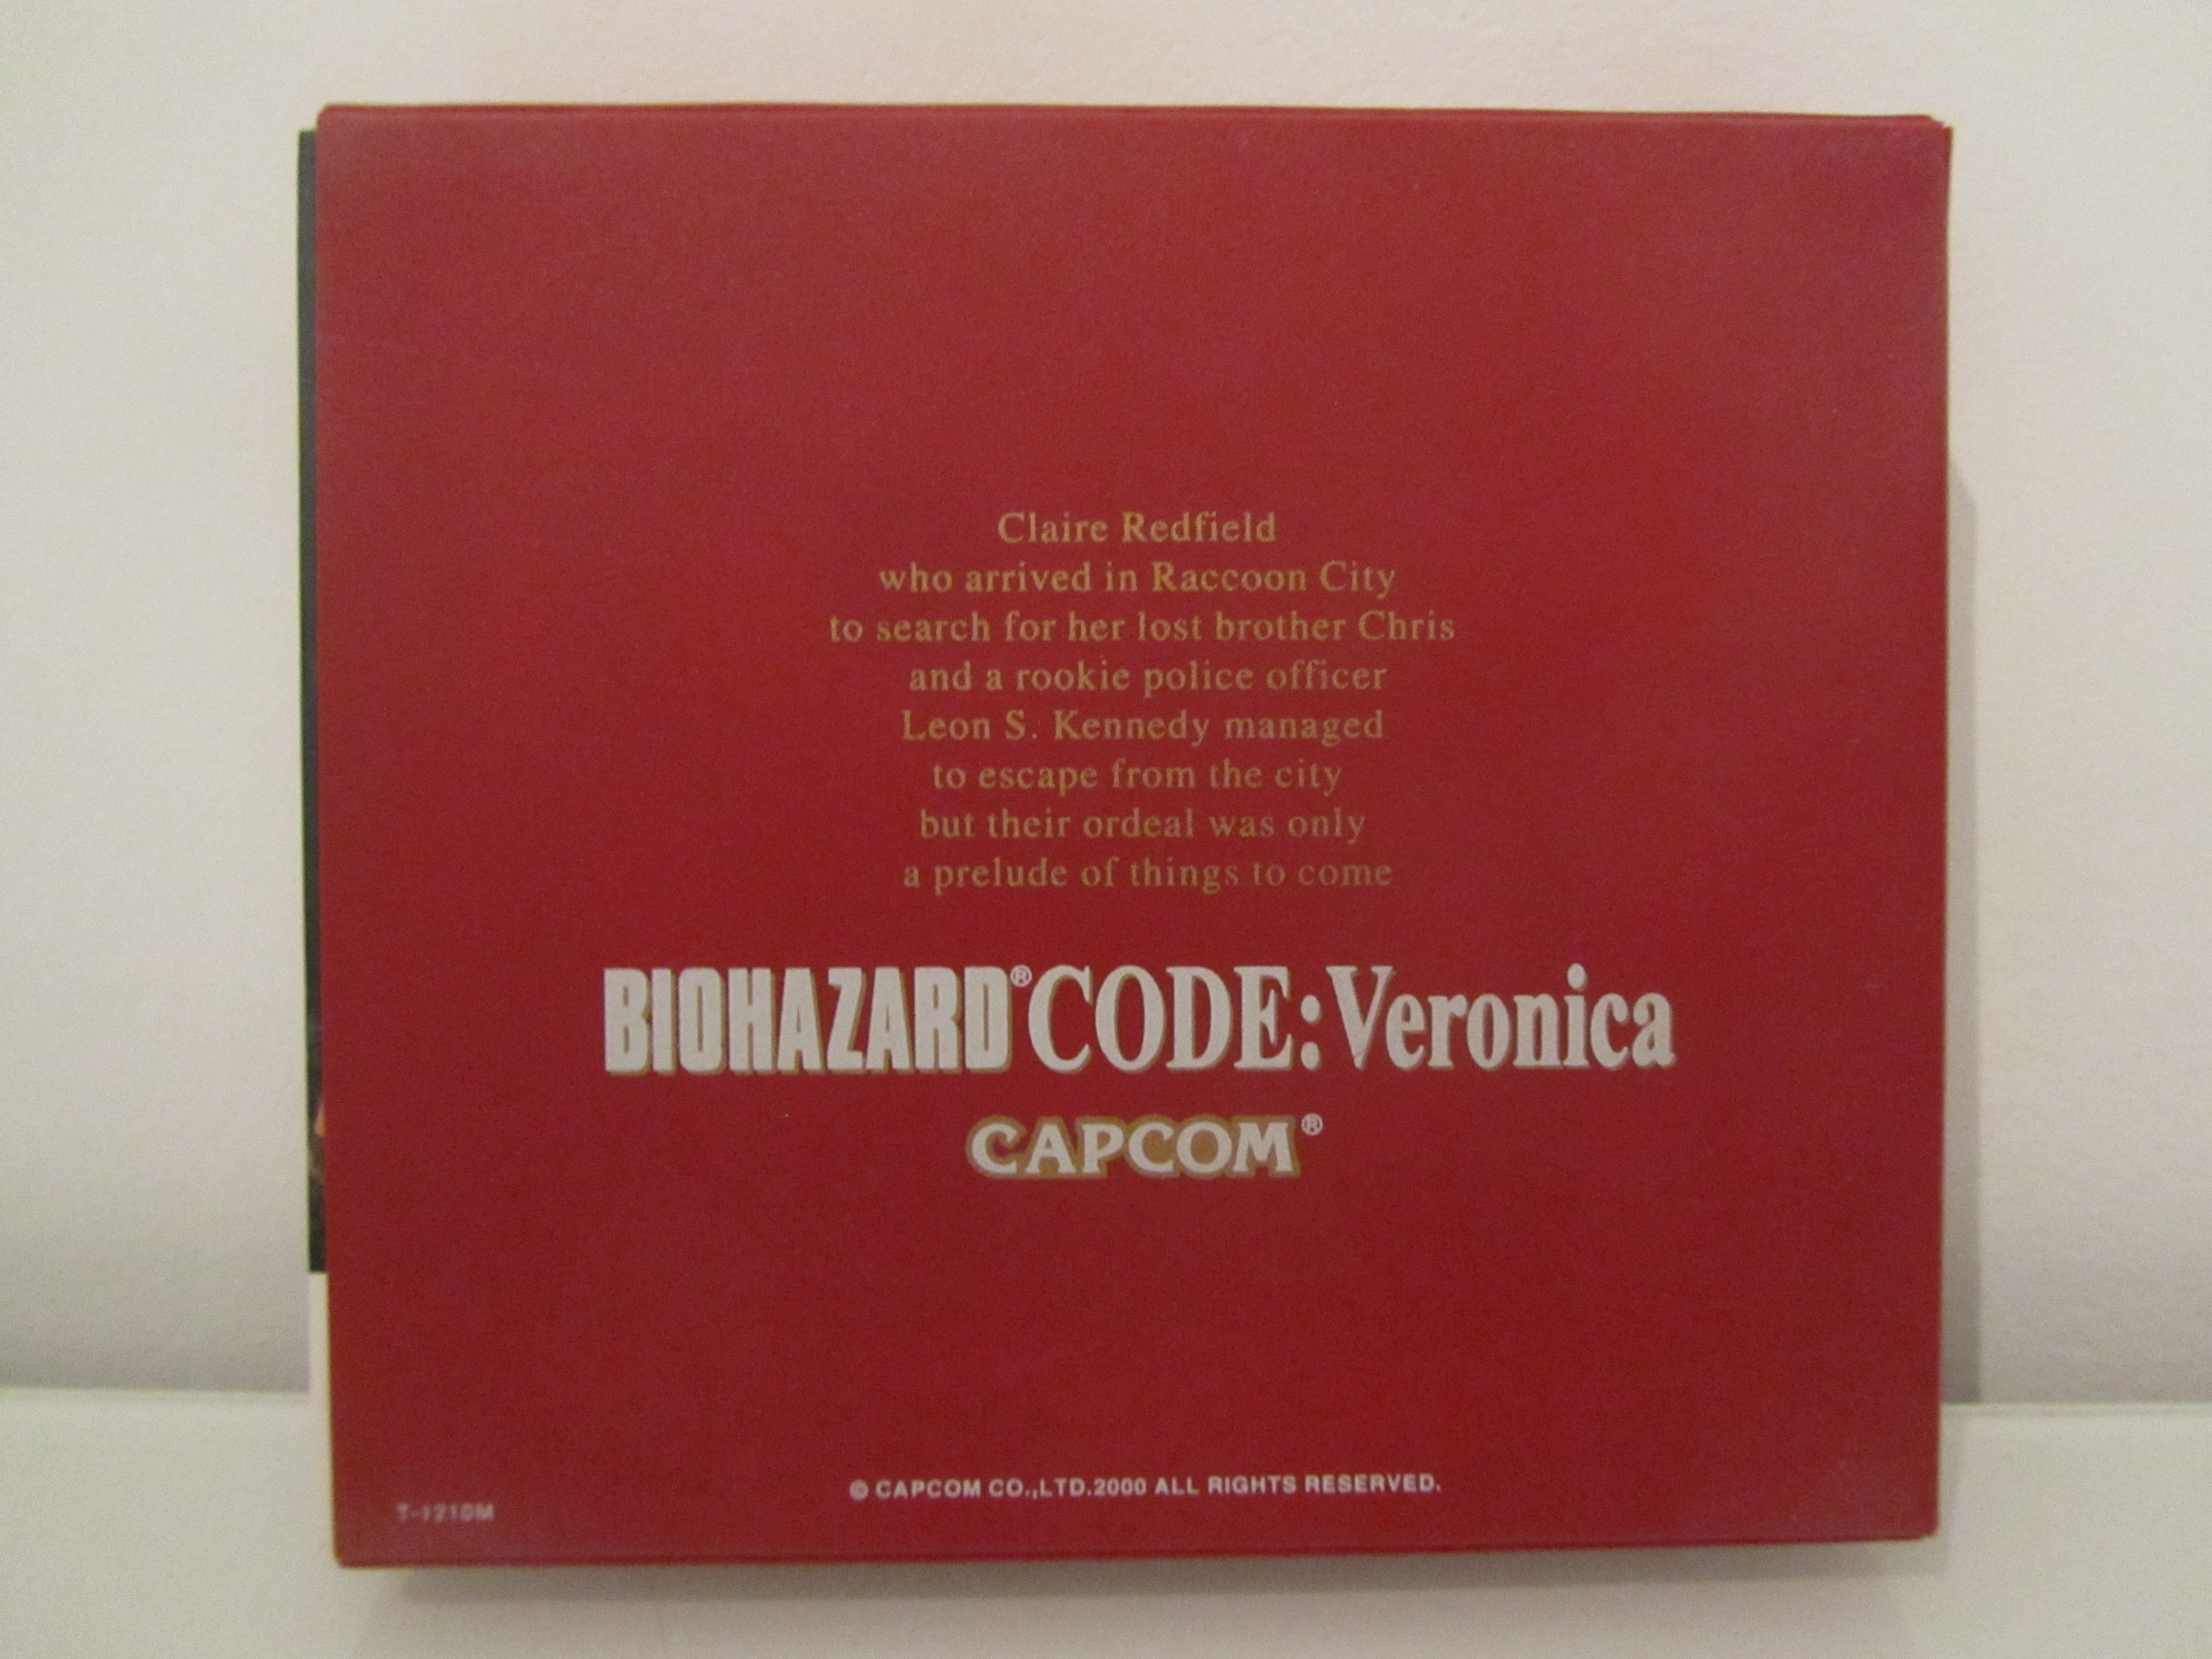 Claire Redfield
who arrived in Raccoon City
to search for her lost brother Chris
and a rookie police officer
Leon S. Kennedy managed
to escape from the city
but their ordeal was only
a prelude of things to come
BIOHAZARD® CODE:Veronica
CAPCOM®
© CAPCOM CO.,LTD.2000 ALL RIGHTS RESERVED.
T-1210M